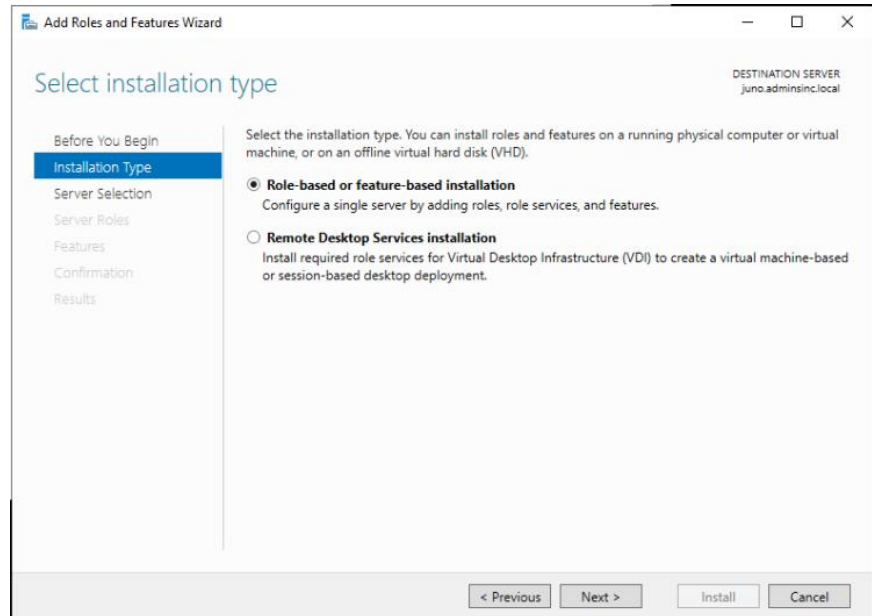 Add Roles and Features Wizard
Select installation type
DESTINATION SERVER
juno.adminsinc.local
Before You Begin
Installation Type
Server Selection
Server Roles
Features
Confirmation
Results
Select the installation type. You can install roles and features on a running physical computer or virtual
machine, or on an offline virtual hard disk (VHD).
Role-based or feature-based installation
Configure a single server by adding roles, role services, and features.
Remote Desktop Services installation
Install required role services for Virtual Desktop Infrastructure (VDI) to create a virtual machine-based
or session-based desktop deployment.
< Previous
Next >
Install
Cancel